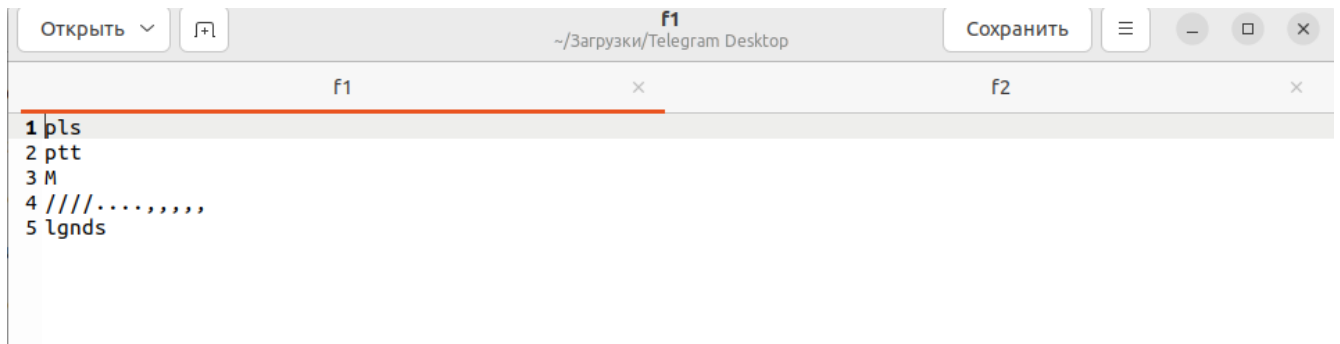 Открыть
f1
~/Загрузки/Telegram Desktop
Сохранить
f1
f2
1 pls
2 ptt
3 M
4 ////....,,,,,
5 lgnds